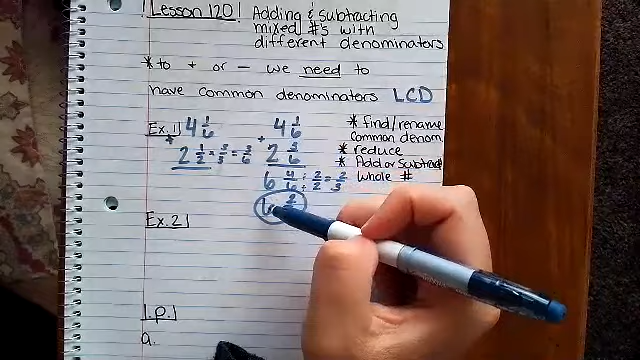 Lesson 120! Adding & subtracting
mixed #'s with
different denominators
* to + or – we need to
have common denominators LCD
Ex. 1 4 1/6
+ 2 1/2 = 3/3 = 3/6
4 1/6
+ 2 3/6
6 4/6 ÷ 2/2 = 2/3
* find/rename
common denom
* reduce
* Add or subtract
whole #
Ex. 2
l.p.
a.